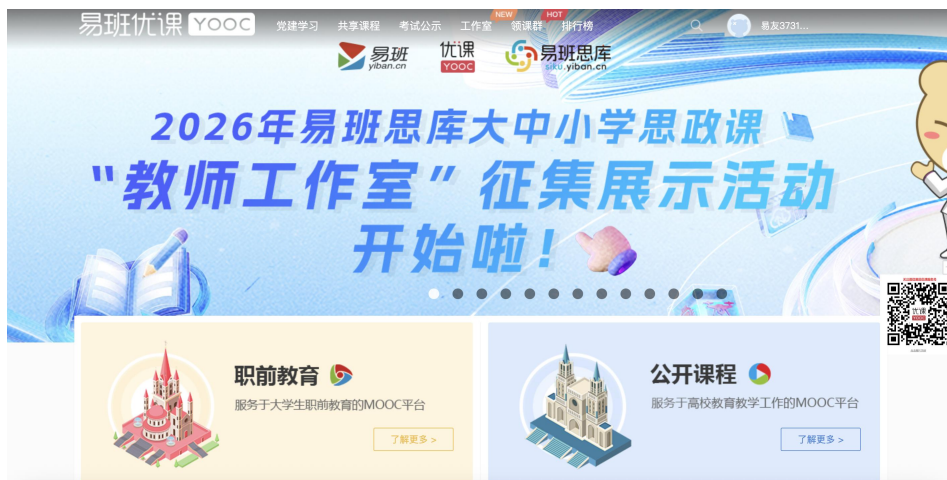 易班优课 YOOC
党建学习 共享课程 考试公示 工作室 NEW 领课群 HOT 排行榜 易友3731...
易班 yiban.cn 优课 YOOC 易班思库 siku.yiban.cn
2026年易班思库大中小学思政课
“教师工作室”征集展示活动
开始啦！
优课
YOOC
职前教育
服务于大学生职前教育的MOOC平台
了解更多 >
公开课程
服务于高校教育教学工作的MOOC平台
了解更多 >